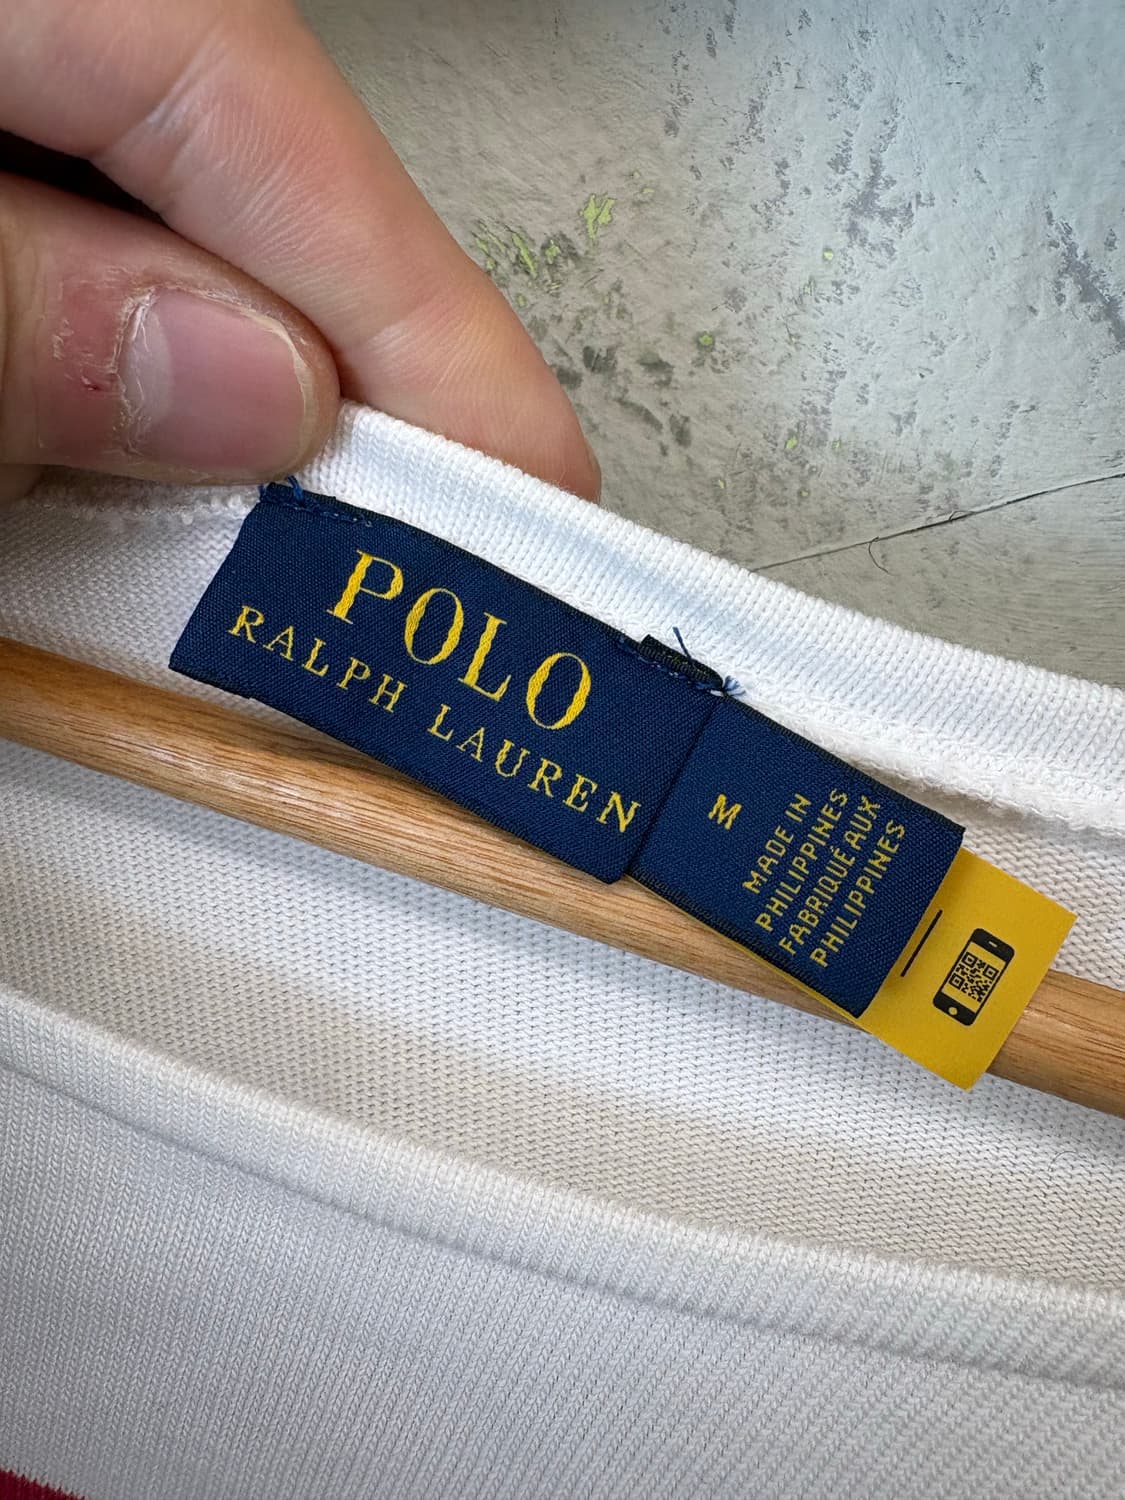 POLO
RALPH LAUREN
M
MADE IN
PHILIPPINES
FABRIQUÉ AUX
PHILIPPINES